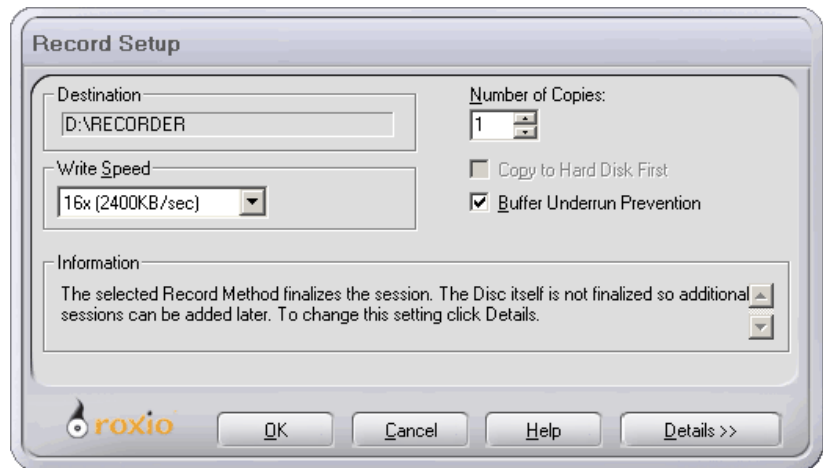 Record Setup
Destination
D:\RECORDER
Number of Copies:
1
Write Speed
16x (2400KB/sec)
Copy to Hard Disk First
Buffer Underrun Prevention
Information
The selected Record Method finalizes the session. The Disc itself is not finalized so additional
sessions can be added later. To change this setting click Details.
roxio
OK
Cancel
Help
Details >>